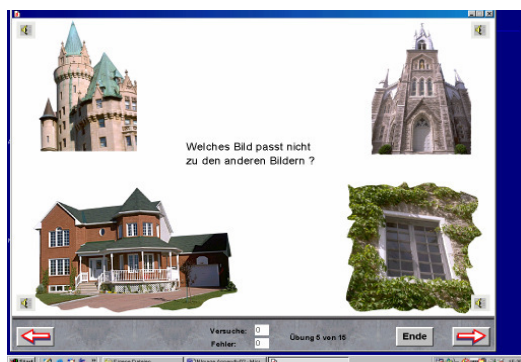 Welches Bild passt nicht
zu den anderen Bildern ?
Versuche: 0
Fehler: 0
Übung 6 von 15
Ende